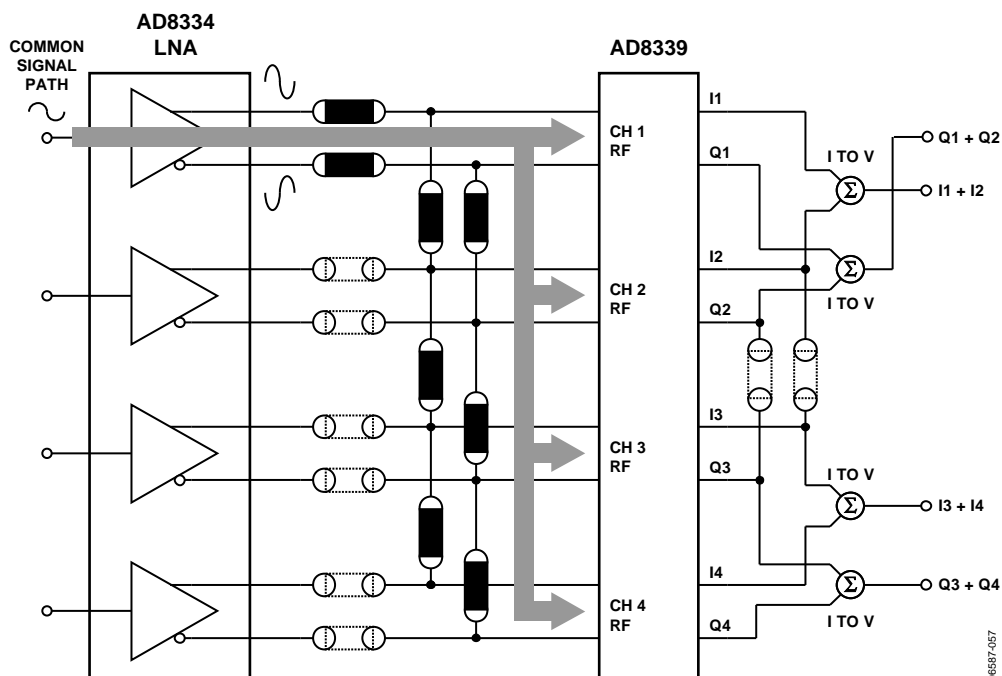 AD8334
LNA
COMMON
SIGNAL
PATH
AD8339
I1
Q1 + Q2
CH 1
RF
Q1
I TO V
Σ
I1 + I2
I2
Σ
CH 2
RF
I TO V
Q2
I3
CH 3
RF
Q3
I TO V
Σ
I3 + I4
I4
Σ
Q3 + Q4
CH 4
RF
Q4
I TO V